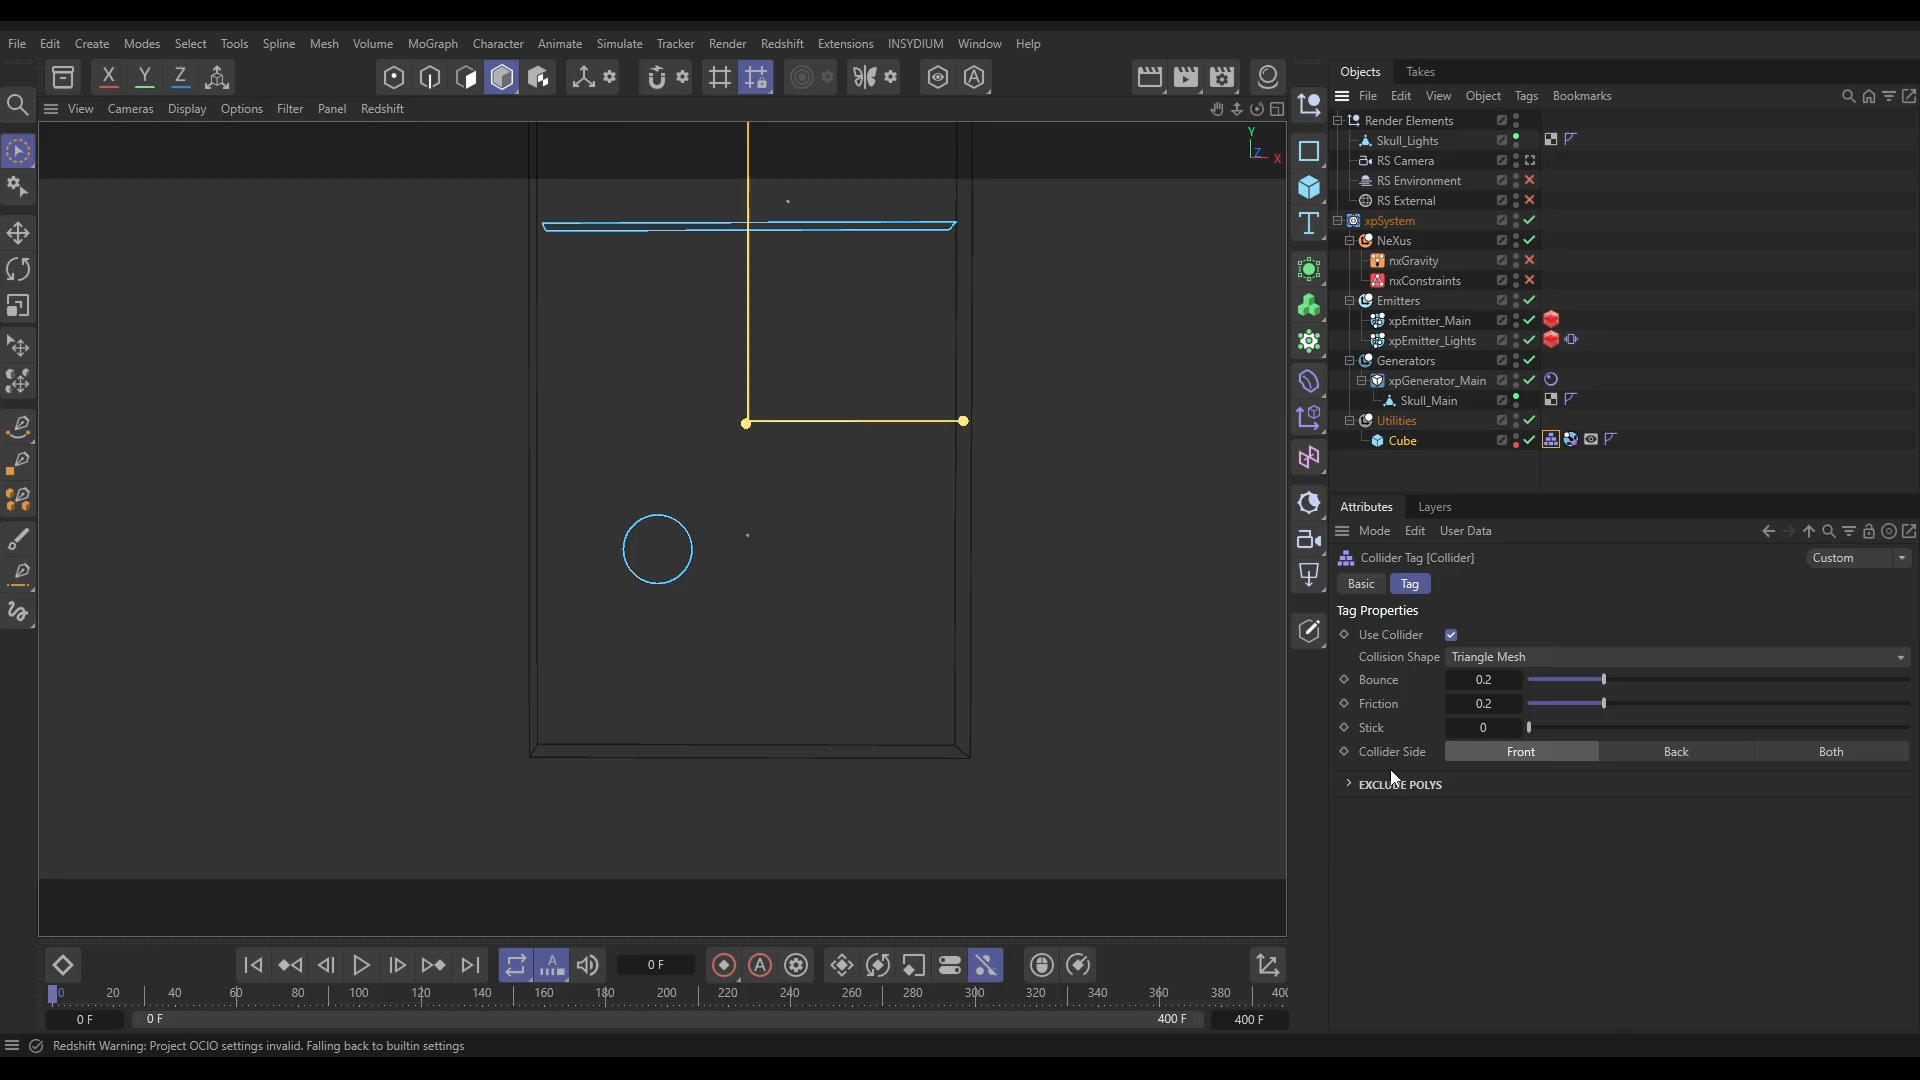 File Edit Create Modes Select Tools Spline Mesh Volume MoGraph Character Animate Simulate Tracker Render Redshift Extensions INSYDIUM Window Help
X Y Z
View Cameras Display Options Filter Panel Redshift
Y
Z X
Objects Takes
File Edit View Object Tags Bookmarks
Render Elements
Skull_Lights
RS Camera
RS Environment
RS External
xpSystem
NeXus
nxGravity
nxConstraints
Emitters
xpEmitter_Main
xpEmitter_Lights
Generators
xpGenerator_Main
Skull_Main
Utilities
Cube
Attributes Layers
Mode Edit User Data
Collider Tag [Collider] Custom
Basic Tag
Tag Properties
Use Collider
Collision Shape Triangle Mesh
Bounce 0.2
Friction 0.2
Stick 0
Collider Side Front Back Both
EXCLUDE POLYS
0 F
0 20 40 60 80 100 120 140 160 180 200 220 240 260 280 300 320 340 360 380 400
0 F 0 F 400 F 400 F
Redshift Warning: Project OCIO settings invalid. Falling back to builtin settings